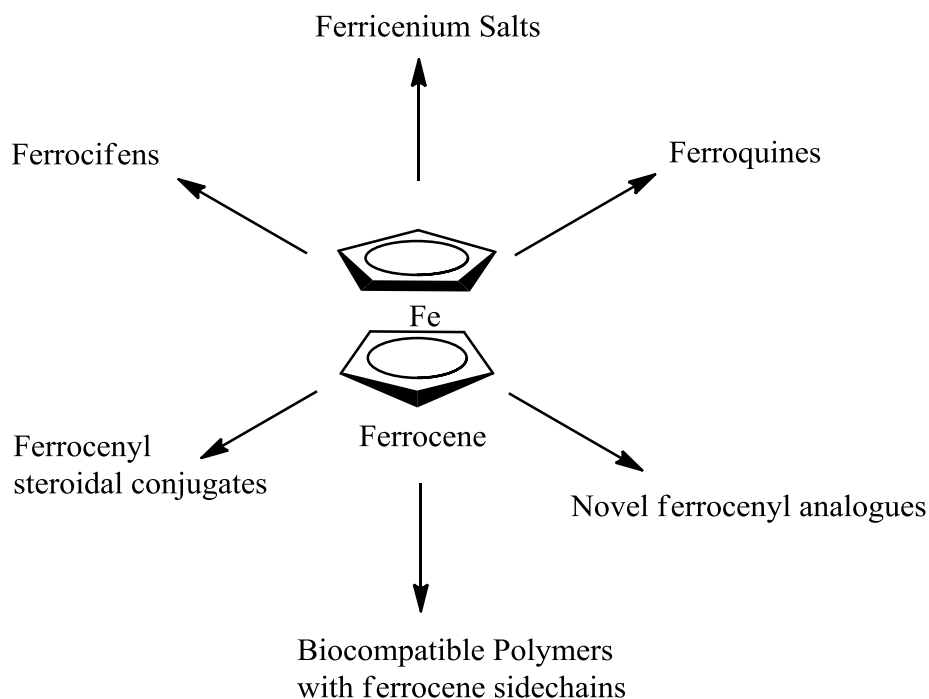 Ferricenium Salts
Ferrocifens
Ferroquines
Fe
Ferrocene
Ferrocenyl
steroidal conjugates
Novel ferrocenyl analogues
Biocompatible Polymers
with ferrocene sidechains